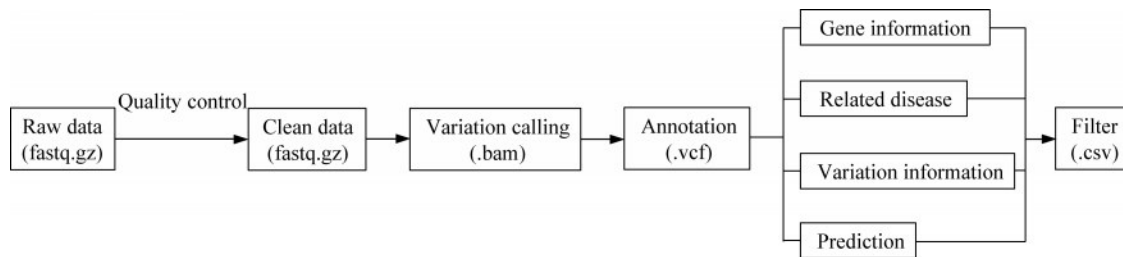 Quality control
Raw data
(fastq.gz)
Clean data
(fastq.gz)
Variation calling
(.bam)
Annotation
(.vcf)
Gene information
Related disease
Variation information
Prediction
Filter
(.csv)